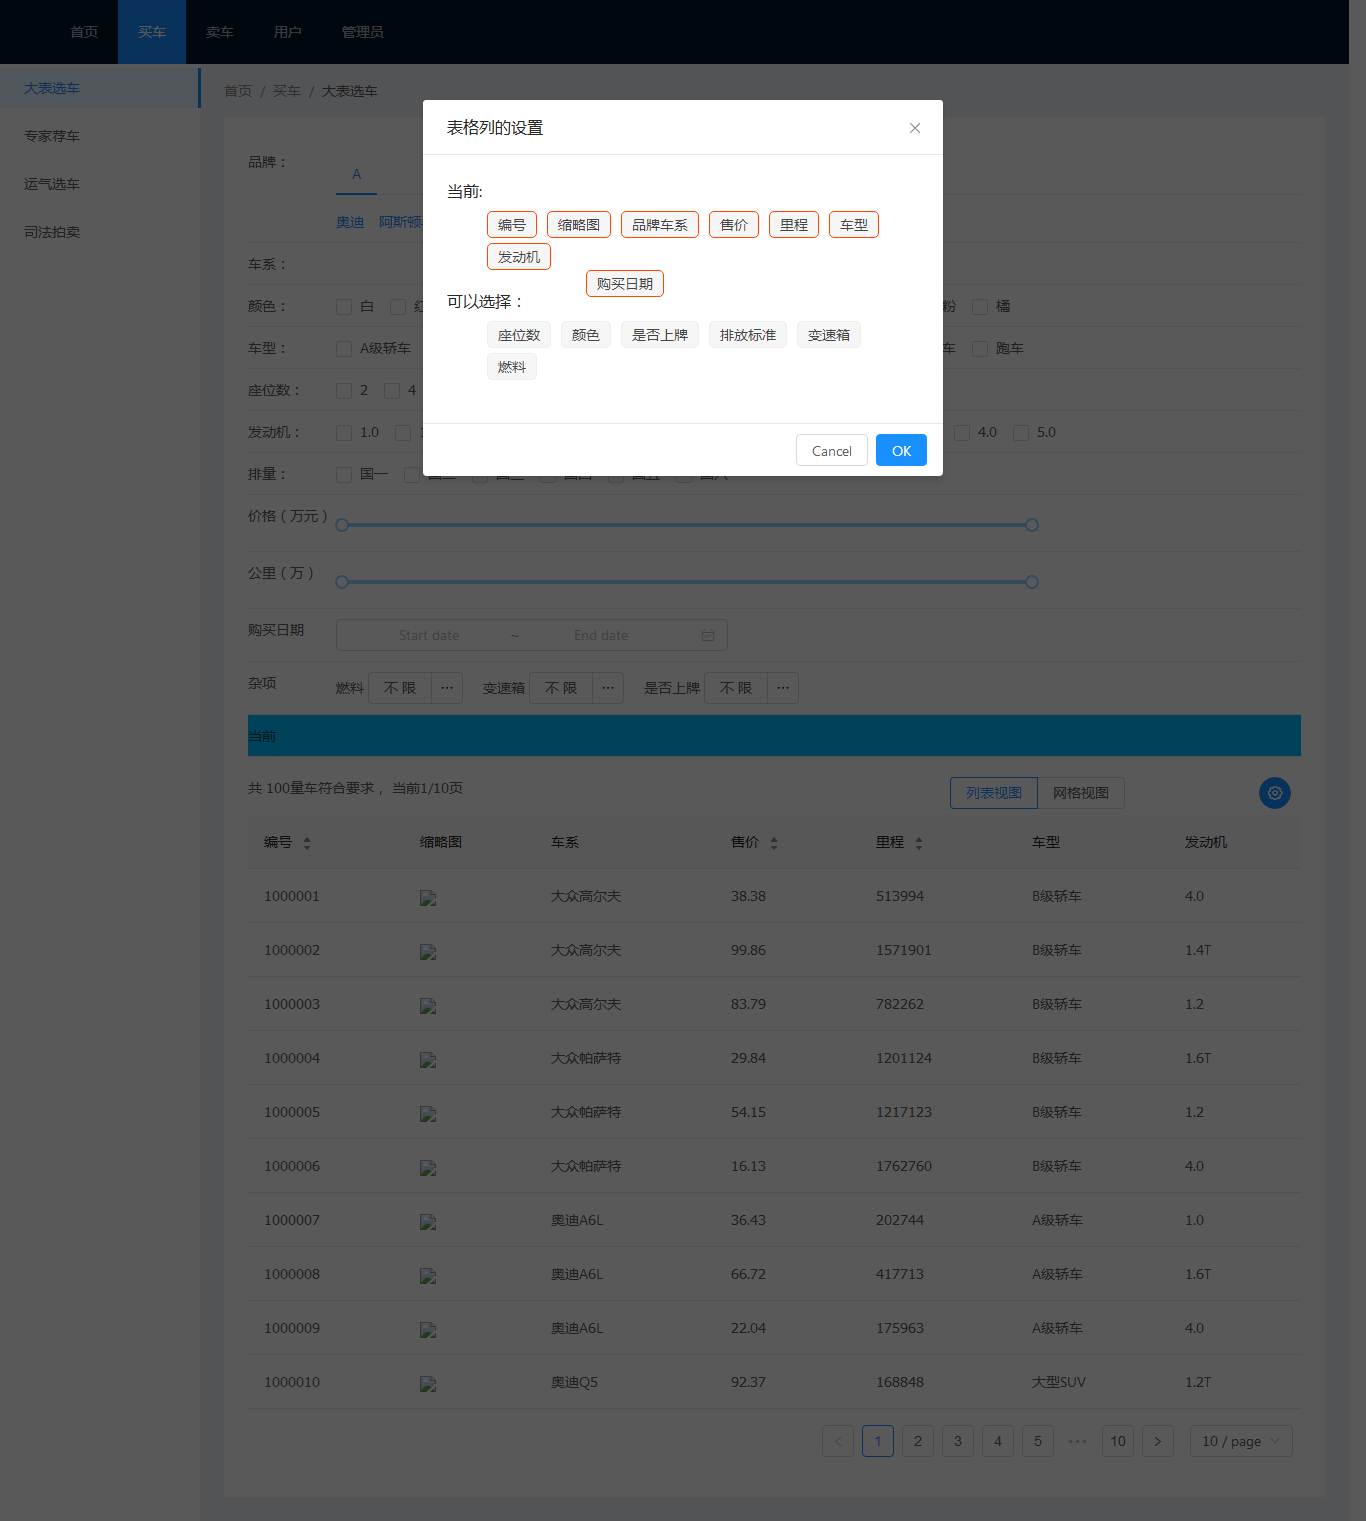 首页 买车 卖车 用户 管理员
大表选车
专家荐车
运气选车
司法拍卖
首页 / 买车 / 大表选车
表格列的设置
当前:
编号 缩略图 品牌车系 售价 里程 车型
发动机
购买日期
可以选择：
座位数 颜色 是否上牌 排放标准 变速箱
燃料
Cancel OK
品牌：
A
奥迪 阿斯顿
车系：
颜色： 白 粉 橘
车型： A级轿车 车 跑车
座位数： 2 4
发动机： 1.0 4.0 5.0
排量： 国一
价格（万元）
公里（万）
购买日期 Start date ~ End date
杂项 燃料 不 限 ··· 变速箱 不 限 ··· 是否上牌 不 限 ···
当前
共 100量车符合要求， 当前1/10页 列表视图 网格视图
编号 缩略图 车系 售价 里程 车型 发动机
1000001 大众高尔夫 38.38 513994 B级轿车 4.0
1000002 大众高尔夫 99.86 1571901 B级轿车 1.4T
1000003 大众高尔夫 83.79 782262 B级轿车 1.2
1000004 大众帕萨特 29.84 1201124 B级轿车 1.6T
1000005 大众帕萨特 54.15 1217123 B级轿车 1.2
1000006 大众帕萨特 16.13 1762760 B级轿车 4.0
1000007 奥迪A6L 36.43 202744 A级轿车 1.0
1000008 奥迪A6L 66.72 417713 A级轿车 1.6T
1000009 奥迪A6L 22.04 175963 A级轿车 4.0
1000010 奥迪Q5 92.37 168848 大型SUV 1.2T
< 1 2 3 4 5 ··· 10 > 10 / page